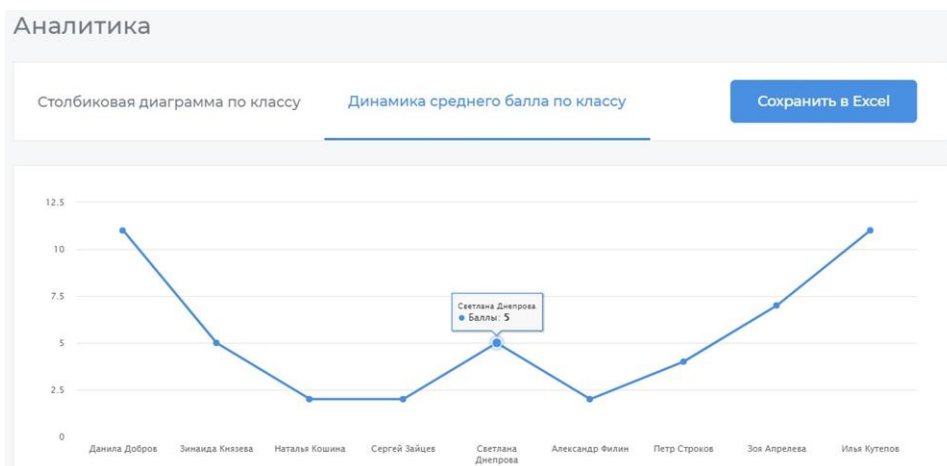 Аналитика
Столбиковая диаграмма по классу
Динамика среднего балла по классу
Сохранить в Excel
12.5
10
7.5
5
2.5
0
Светлана Днепрова
Баллы: 5
Данила Добров
Зинаида Князева
Наталья Кошина
Сергей Зайцев
Светлана
Днепрова
Александр Филин
Петр Строков
Зоя Апрелева
Илья Кутепов